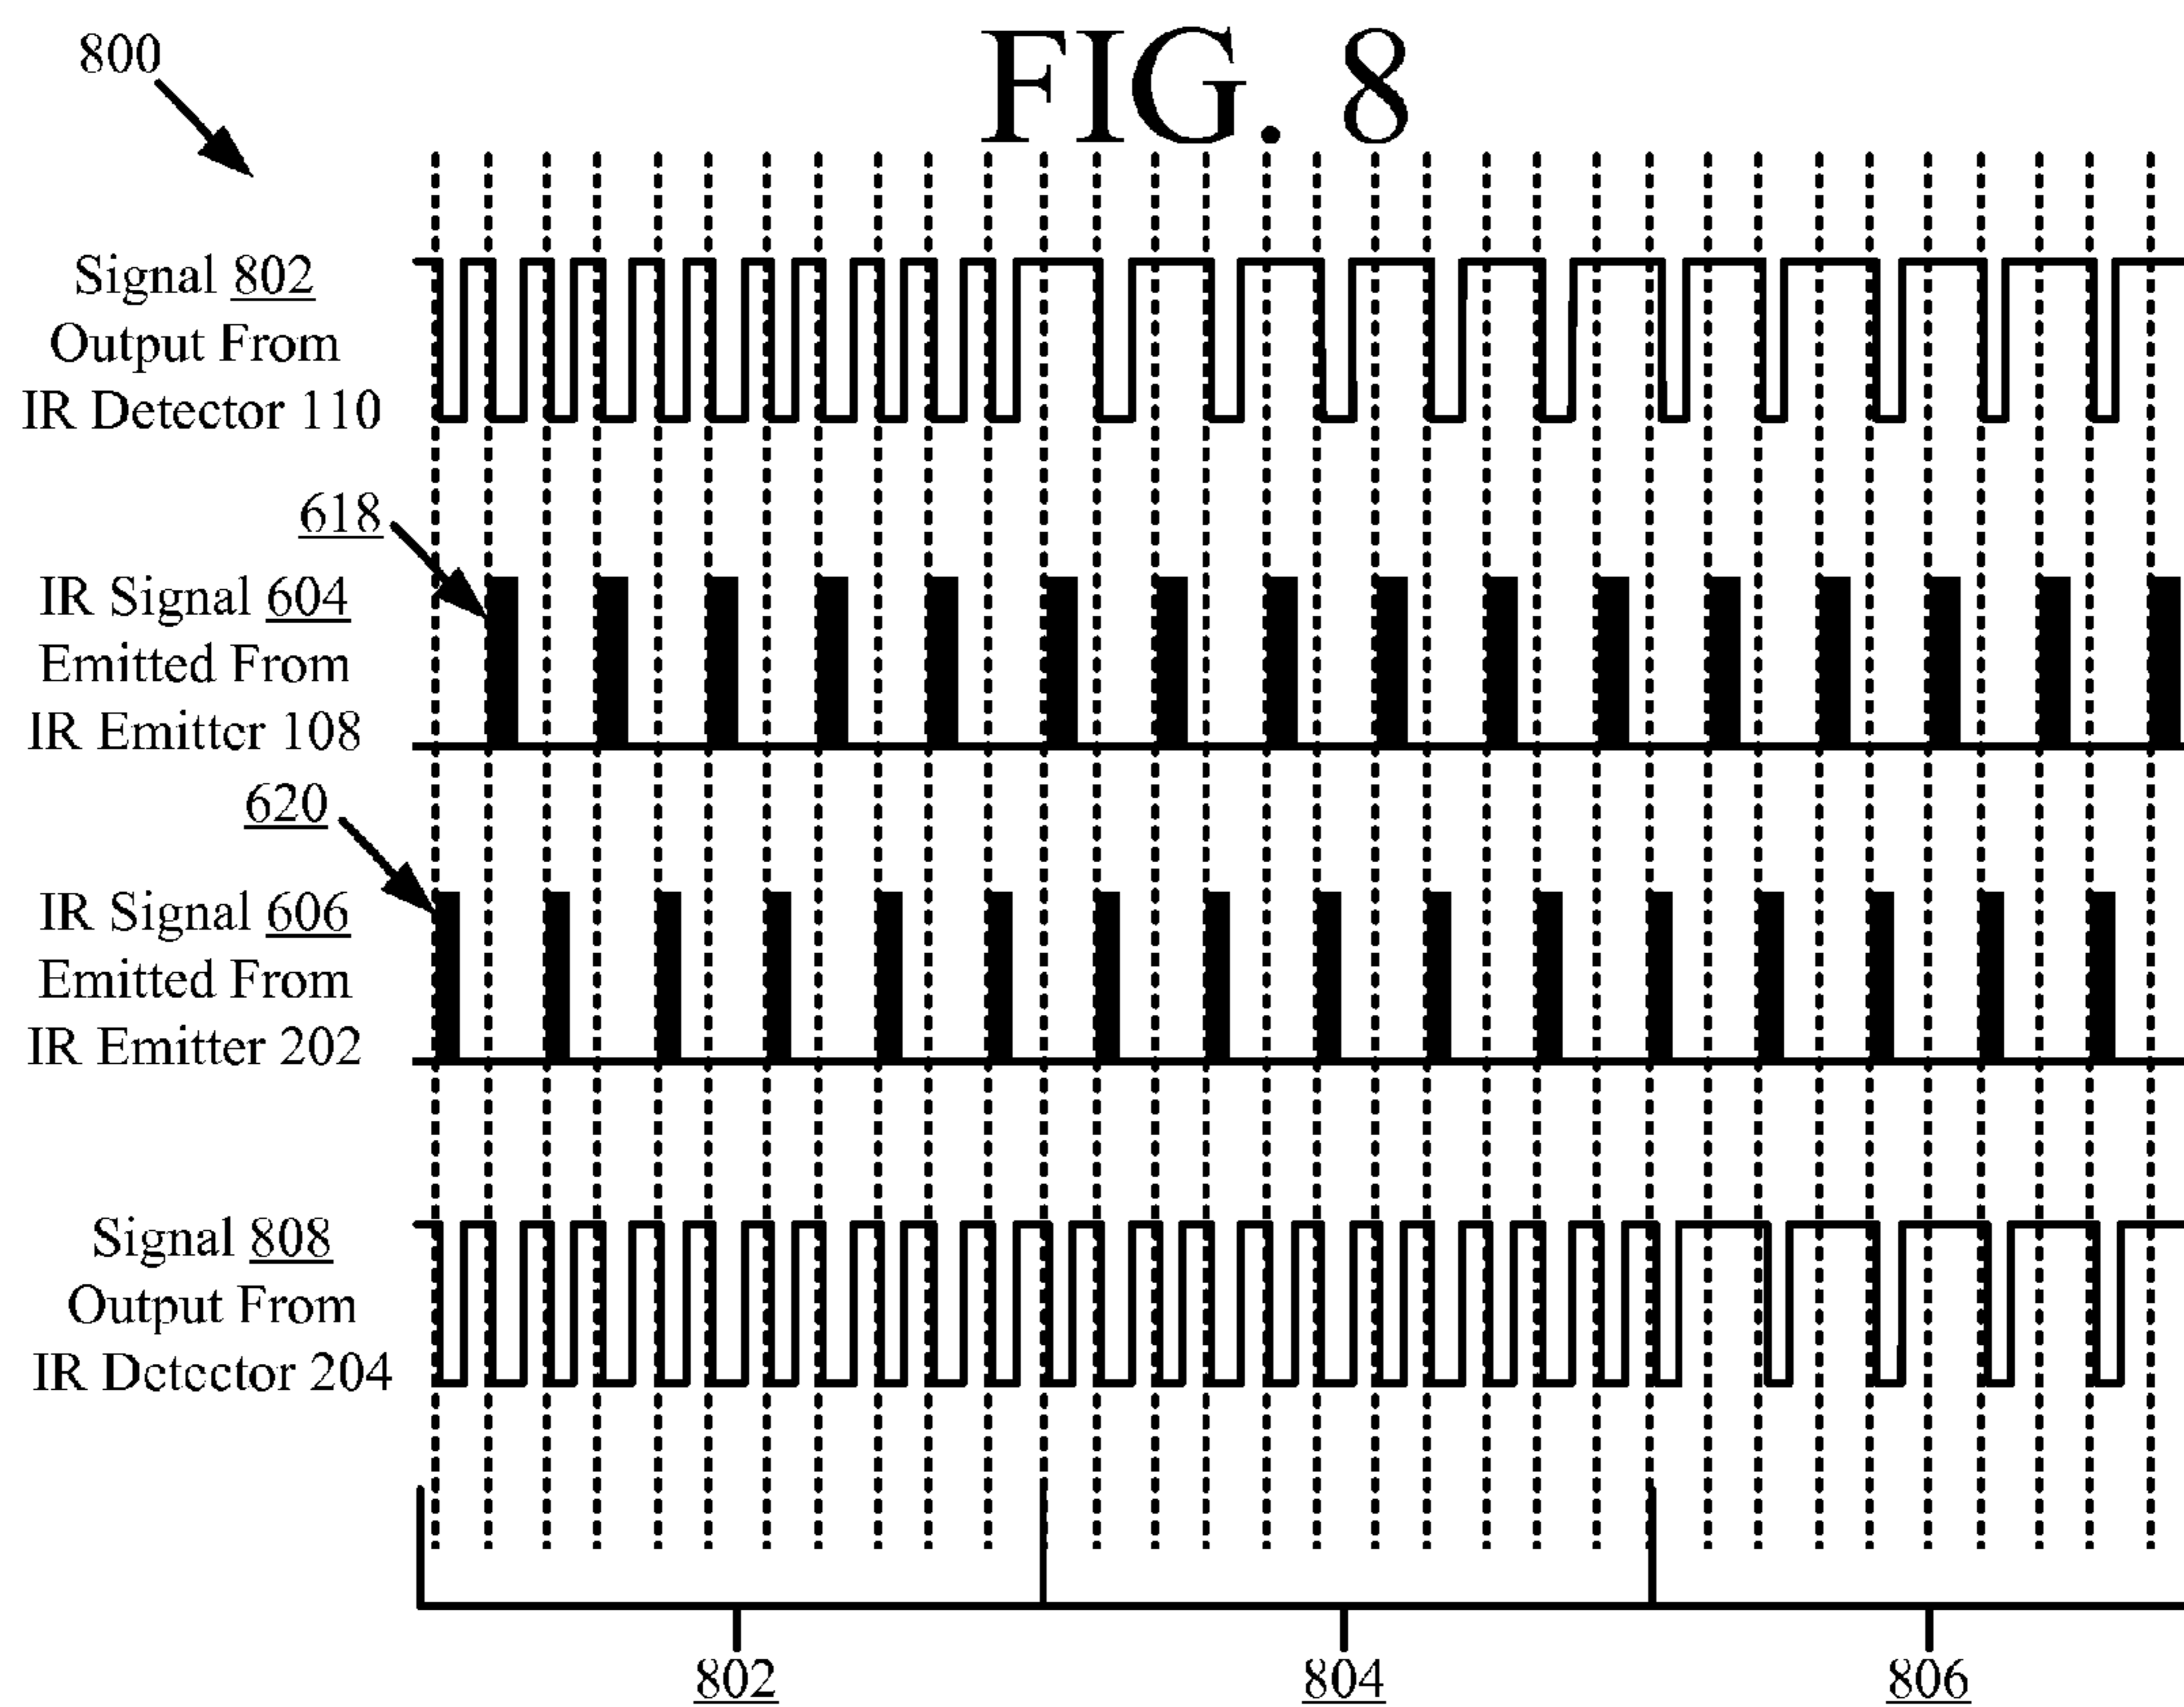 FIG. 8
800
Signal 802
Output From
IR Detector 110
618
IR Signal 604
Emitted From
IR Emitter 108
620
IR Signal 606
Emitted From
IR Emitter 202
Signal 808
Output From
IR Detector 204
802
804
806